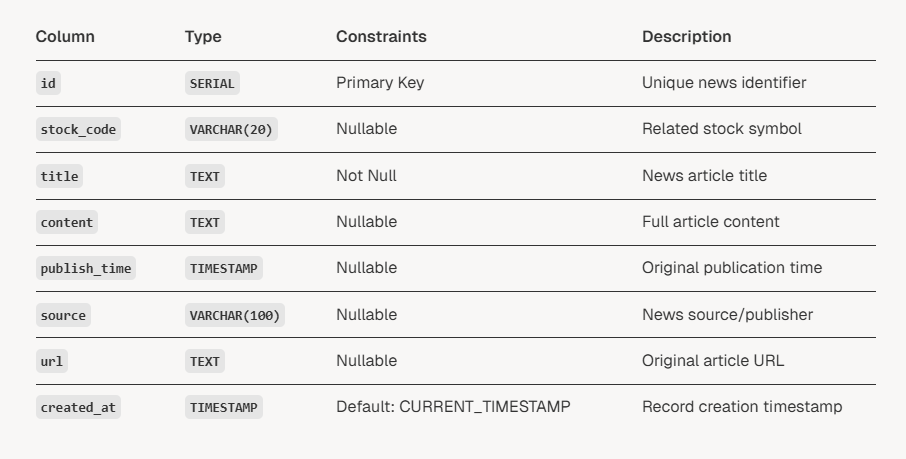 Column Type Constraints Description
id SERIAL Primary Key Unique news identifier
stock_code VARCHAR(20) Nullable Related stock symbol
title TEXT Not Null News article title
content TEXT Nullable Full article content
publish_time TIMESTAMP Nullable Original publication time
source VARCHAR(100) Nullable News source/publisher
url TEXT Nullable Original article URL
created_at TIMESTAMP Default: CURRENT_TIMESTAMP Record creation timestamp